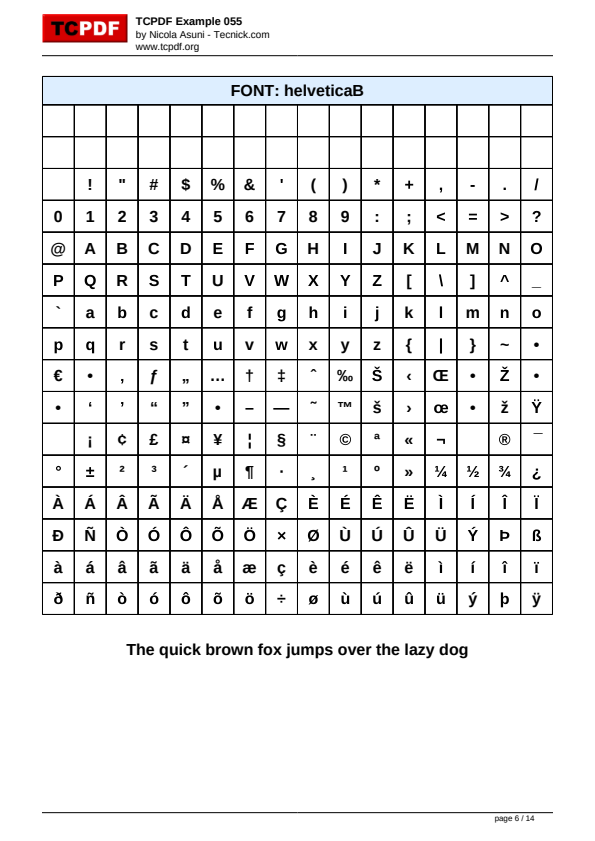 TCPDF
TCPDF Example 055
by Nicola Asuni - Tecnick.com
www.tcpdf.org
FONT: helveticaB
! " # $ % & ' ( ) * + , - . /
0 1 2 3 4 5 6 7 8 9 : ; < = > ?
@ A B C D E F G H I J K L M N O
P Q R S T U V W X Y Z [ \ ] ^ _
` a b c d e f g h i j k l m n o
p q r s t u v w x y z { | } ~ •
€ • ‚ ƒ „ … † ‡ ˆ ‰ Š ‹ Œ • Ž •
• ‘ ’ “ ” • – — ˜ ™ š › œ • ž Ÿ
¡ ¢ £ ¤ ¥ ¦ § ¨ © ª « ¬ ® ¯
° ± ² ³ ´ µ ¶ · ¸ ¹ º » ¼ ½ ¾ ¿
À Á Â Ã Ä Å Æ Ç È É Ê Ë Ì Í Î Ï
Ð Ñ Ò Ó Ô Õ Ö × Ø Ù Ú Û Ü Ý Þ ß
à á â ã ä å æ ç è é ê ë ì í î ï
ð ñ ò ó ô õ ö ÷ ø ù ú û ü ý þ ÿ
The quick brown fox jumps over the lazy dog
page 6 / 14